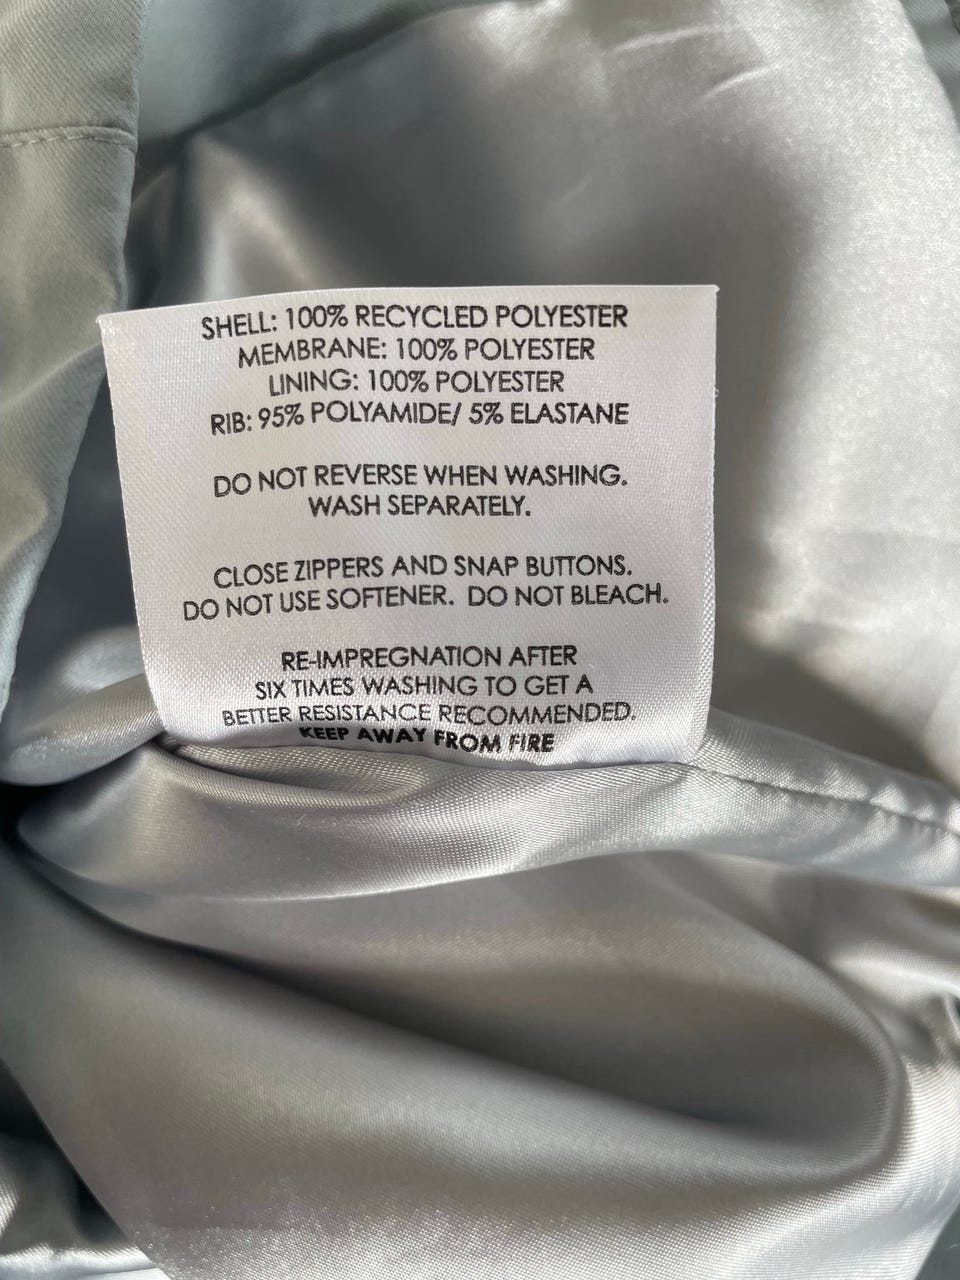 SHELL: 100% RECYCLED POLYESTER
MEMBRANE: 100% POLYESTER
LINING: 100% POLYESTER
RIB: 95% POLYAMIDE/ 5% ELASTANE
DO NOT REVERSE WHEN WASHING.
WASH SEPARATELY.
CLOSE ZIPPERS AND SNAP BUTTONS.
DO NOT USE SOFTENER. DO NOT BLEACH.
RE-IMPREGNATION AFTER
SIX TIMES WASHING TO GET A
BETTER RESISTANCE RECOMMENDED.
KEEP AWAY FROM FIRE